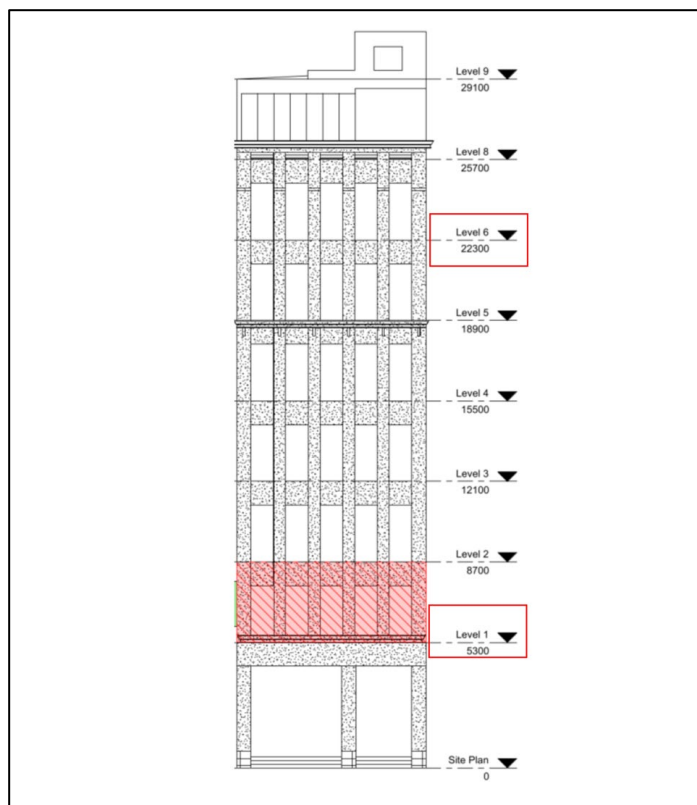 Level 9
29100
Level 8
25700
Level 6
22300
Level 5
18900
Level 4
15500
Level 3
12100
Level 2
8700
Level 1
5300
Site Plan
0